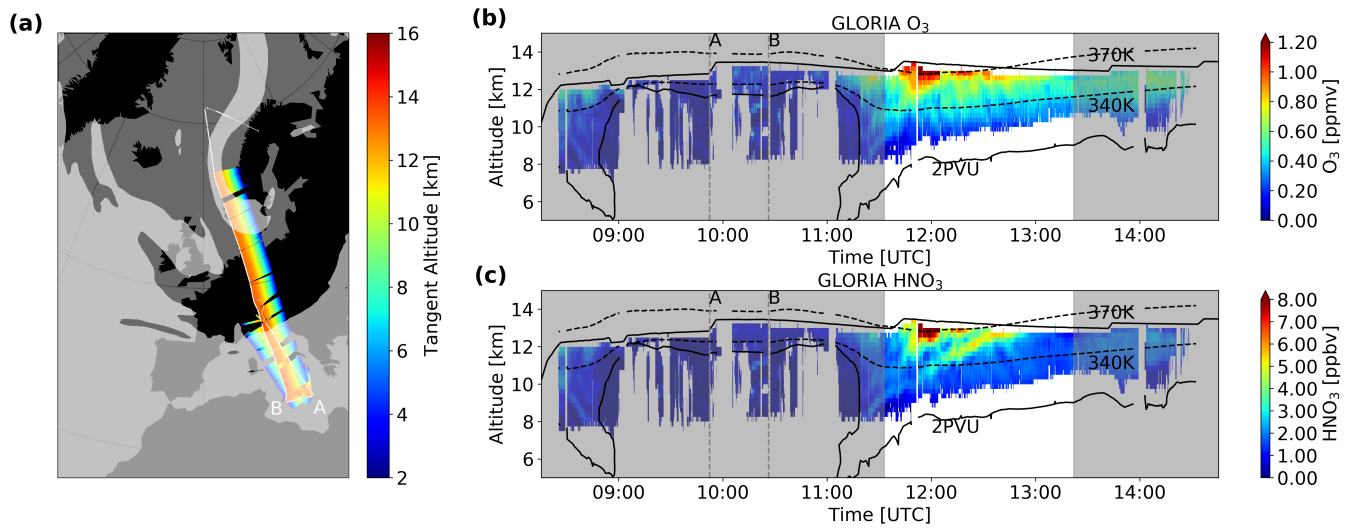 (a)
16
14
12
10
8
6
4
2
Tangent Altitude [km]
B
A
(b)
GLORIA O₃
A
B
370K
340K
2PVU
14
12
10
8
6
Altitude [km]
09:00
10:00
11:00
12:00
13:00
14:00
Time [UTC]
1.20
1.00
0.80
0.60
0.40
0.20
0.00
O₃ [ppmv]
(c)
GLORIA HNO₃
A
B
370K
340K
2PVU
14
12
10
8
6
Altitude [km]
09:00
10:00
11:00
12:00
13:00
14:00
Time [UTC]
8.00
7.00
6.00
5.00
4.00
3.00
2.00
1.00
0.00
HNO₃ [ppbv]